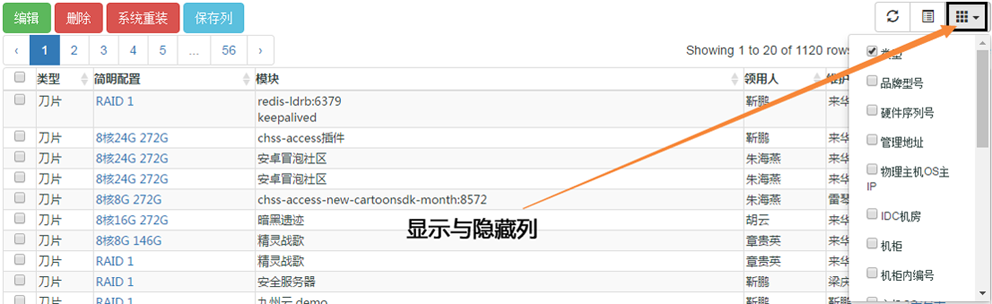 编辑 删除 系统重装 保存列
‹ 1 2 3 4 5 ... 56 ›
Showing 1 to 20 of 1120 rows
类型 简明配置 模块 领用人 维护
刀片 RAID 1 redis-ldrb:6379 靳鹏 来华
keepalived
刀片 8核24G 272G chss-access插件 靳鹏 来华
刀片 8核24G 272G 安卓冒泡社区 朱海燕 来华
刀片 8核24G 272G 安卓冒泡社区 朱海燕 来华
刀片 8核8G 272G chss-access-new-cartoonsdk-month:8572 朱海燕 雷琴
刀片 8核16G 272G 暗黑遗迹 胡云 来华
刀片 8核8G 146G 精灵战歌 章贵英 来华
刀片 RAID 1 精灵战歌 章贵英 来华
刀片 RAID 1 安全服务器 靳鹏 梁庆
刀片 RAID 1 九州云 demo 靳鹏 来华
显示与隐藏列
类型
品牌型号
硬件序列号
管理地址
物理主机OS主
IP
IDC机房
机柜
机柜内编号